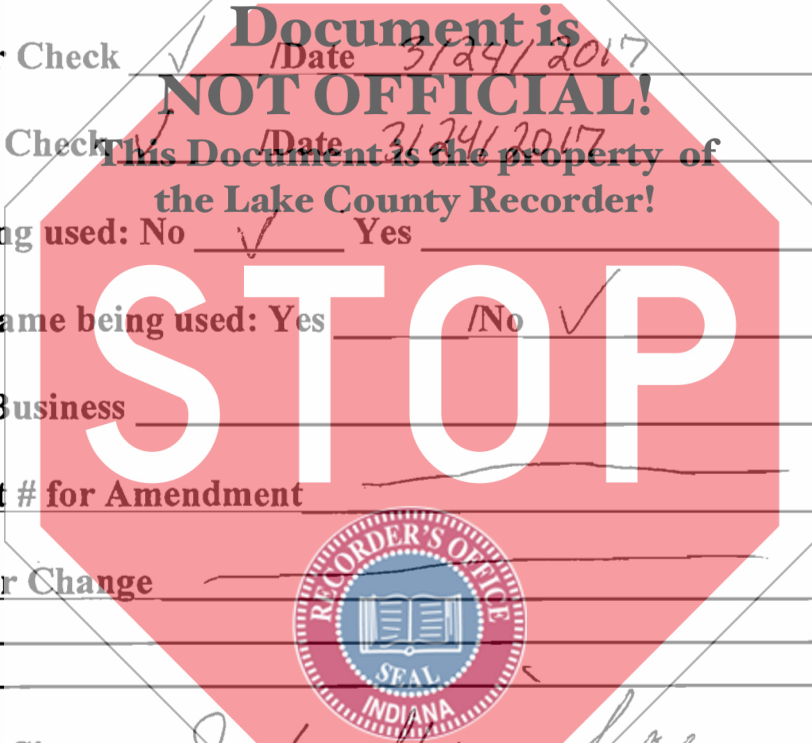 Document is
r Check ✓ /Date 3/24/2017
NOT OFFICIAL!
Check ✓ /Date 3/24/2017
This Document is the property of
the Lake County Recorder!
ng used: No ✓ Yes
ame being used: Yes /No ✓
STOP
Business
t # for Amendment
RECORDER'S OFFICE
r Change
SEAL
INDIANA